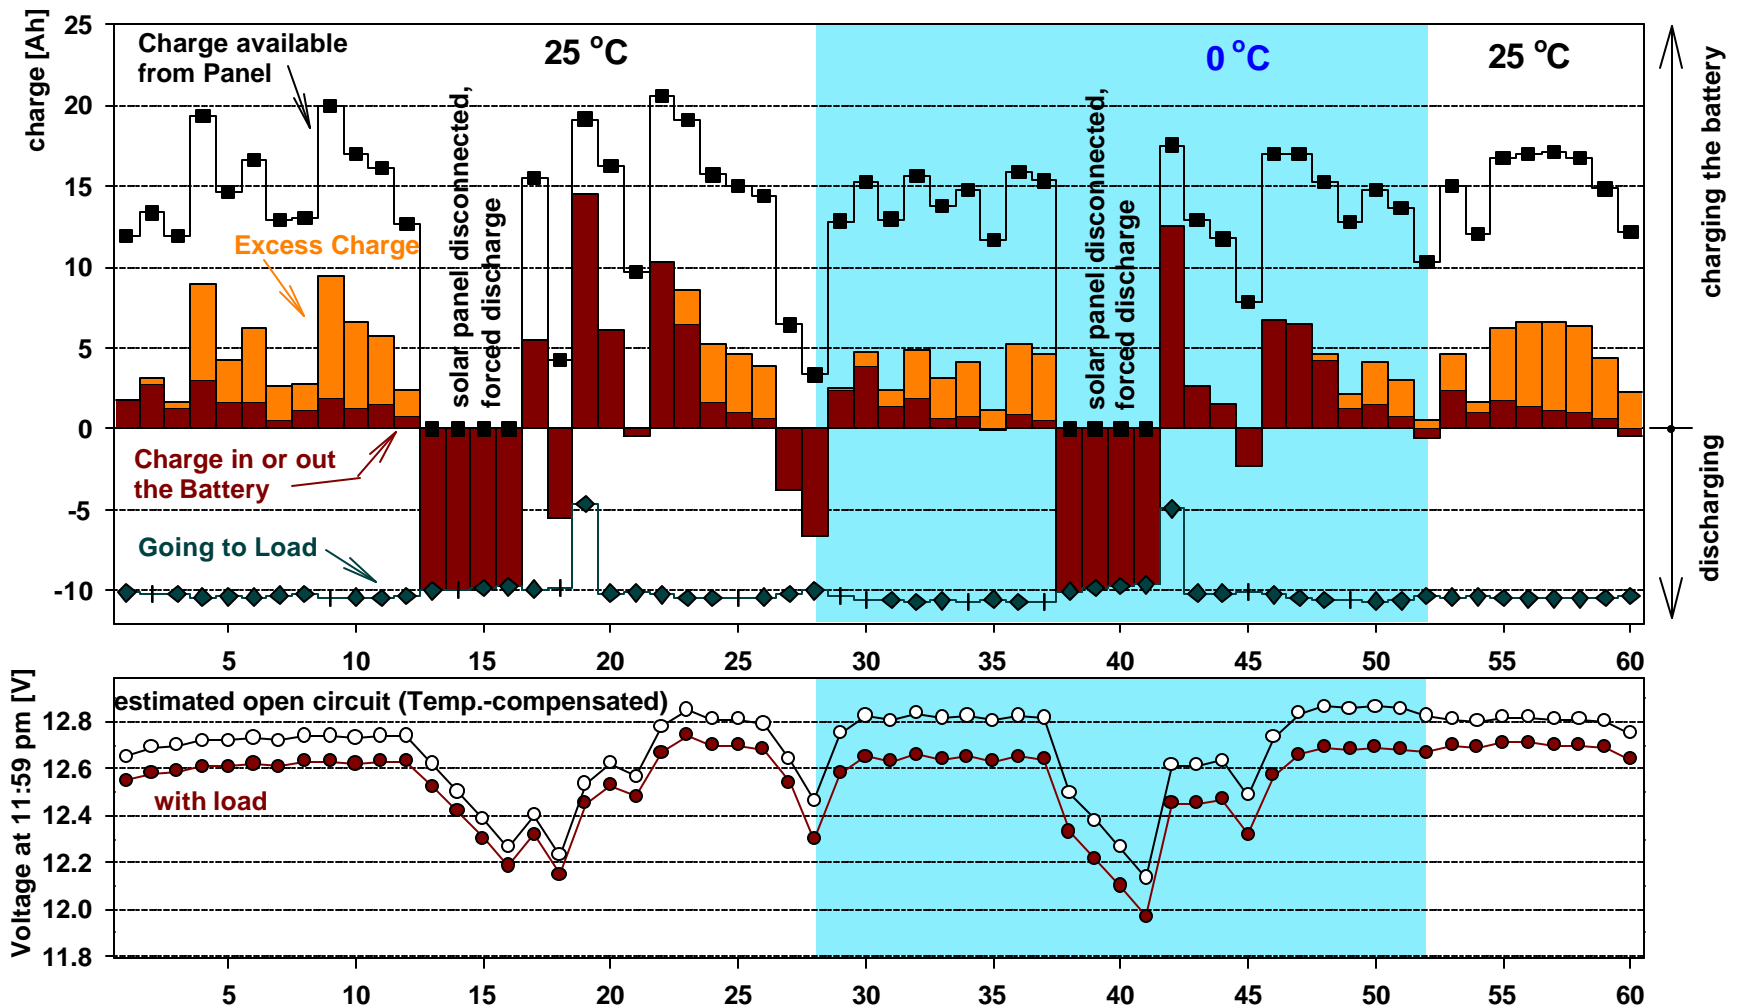 charge [Ah]
25
20
15
10
5
0
-5
-10
Charge available
from Panel
25 °C
0 °C
25 °C
Excess Charge
solar panel disconnected,
forced discharge
solar panel disconnected,
forced discharge
Charge in or out
the Battery
Going to Load
charging the battery
discharging
5 10 15 20 25 30 35 40 45 50 55 60
Voltage at 11:59 pm [V]
estimated open circuit (Temp.-compensated)
with load
12.8
12.6
12.4
12.2
12.0
11.8
5 10 15 20 25 30 35 40 45 50 55 60